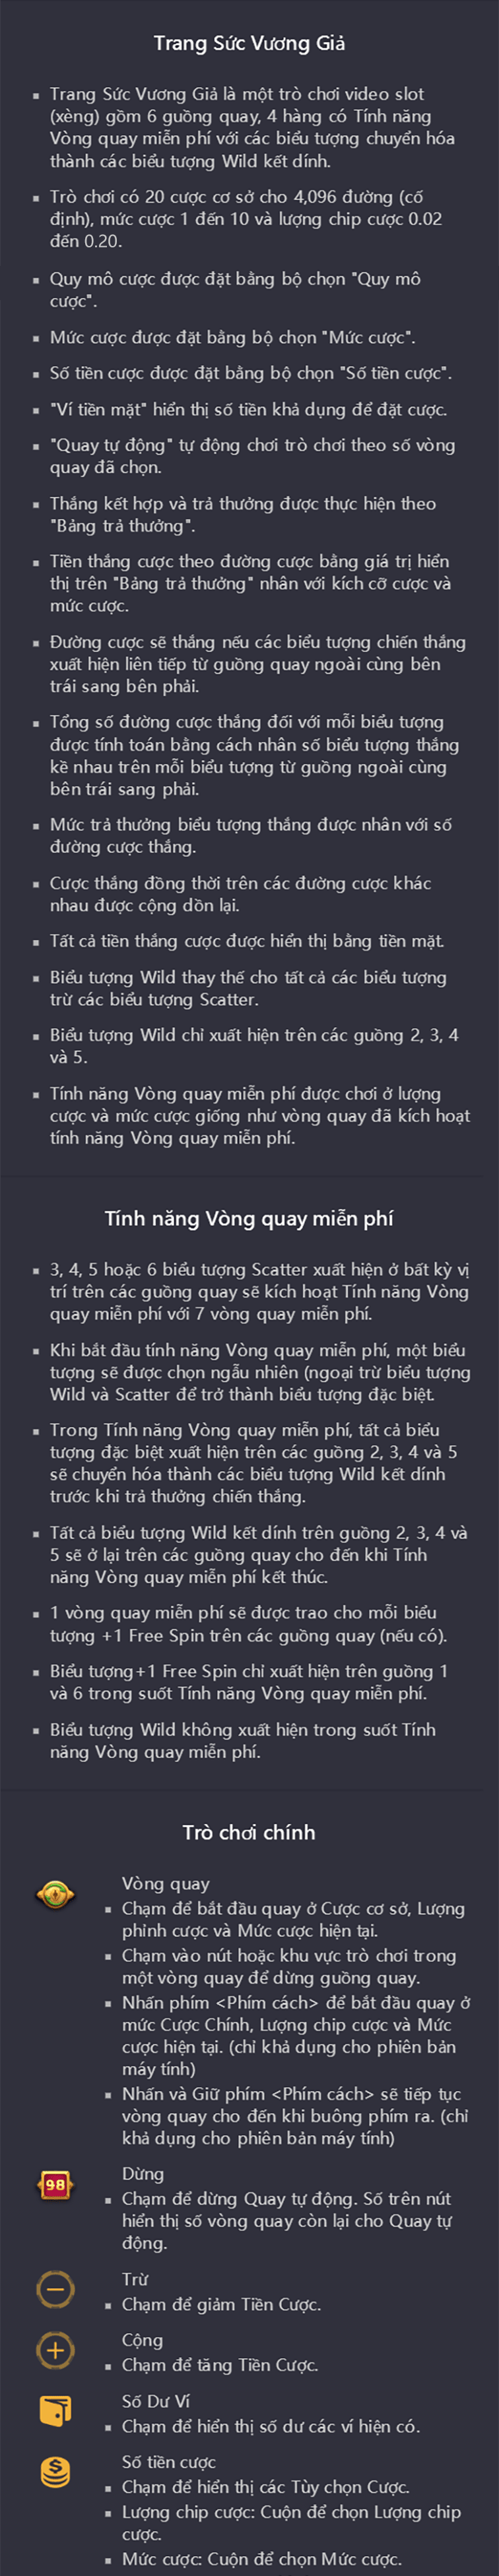 Trang Sức Vương Giả
Trang Sức Vương Giả là một trò chơi video slot
(xèng) gồm 6 guồng quay, 4 hàng có Tính năng
Vòng quay miễn phí với các biểu tượng chuyển hóa
thành các biểu tượng Wild kết dính.
Trò chơi có 20 cược cơ sở cho 4,096 đường (cố
định), mức cược 1 đến 10 và lượng chip cược 0.02
đến 0.20.
Quy mô cược được đặt bằng bộ chọn "Quy mô
cược".
Mức cược được đặt bằng bộ chọn "Mức cược".
Số tiền cược được đặt bằng bộ chọn "Số tiền cược".
"Ví tiền mặt" hiển thị số tiền khả dụng để đặt cược.
"Quay tự động" tự động chơi trò chơi theo số vòng
quay đã chọn.
Thắng kết hợp và trả thưởng được thực hiện theo
"Bảng trả thưởng".
Tiền thắng cược theo đường cược bằng giá trị hiển
thị trên "Bảng trả thưởng" nhân với kích cỡ cược và
mức cược.
Đường cược sẽ thắng nếu các biểu tượng chiến thắng
xuất hiện liên tiếp từ guồng quay ngoài cùng bên
trái sang bên phải.
Tổng số đường cược thắng đối với mỗi biểu tượng
được tính toán bằng cách nhân số biểu tượng thắng
kề nhau trên mỗi biểu tượng từ guồng ngoài cùng
bên trái sang phải.
Mức trả thưởng biểu tượng thắng được nhân với số
đường cược thắng.
Cược thắng đồng thời trên các đường cược khác
nhau được cộng dồn lại.
Tất cả tiền thắng cược được hiển thị bằng tiền mặt.
Biểu tượng Wild thay thế cho tất cả các biểu tượng
trừ các biểu tượng Scatter.
Biểu tượng Wild chỉ xuất hiện trên các guồng 2, 3, 4
và 5.
Tính năng Vòng quay miễn phí được chơi ở lượng
cược và mức cược giống như vòng quay đã kích hoạt
tính năng Vòng quay miễn phí.
Tính năng Vòng quay miễn phí
3, 4, 5 hoặc 6 biểu tượng Scatter xuất hiện ở bất kỳ vị
trí trên các guồng quay sẽ kích hoạt Tính năng Vòng
quay miễn phí với 7 vòng quay miễn phí.
Khi bắt đầu tính năng Vòng quay miễn phí, một biểu
tượng sẽ được chọn ngẫu nhiên (ngoại trừ biểu tượng
Wild và Scatter để trở thành biểu tượng đặc biệt.
Trong Tính năng Vòng quay miễn phí, tất cả biểu
tượng đặc biệt xuất hiện trên các guồng 2, 3, 4 và 5
sẽ chuyển hóa thành các biểu tượng Wild kết dính
trước khi trả thưởng chiến thắng.
Tất cả biểu tượng Wild kết dính trên guồng 2, 3, 4 và
5 sẽ ở lại trên các guồng quay cho đến khi Tính
năng Vòng quay miễn phí kết thúc.
1 vòng quay miễn phí sẽ được trao cho mỗi biểu
tượng +1 Free Spin trên các guồng quay (nếu có).
Biểu tượng+1 Free Spin chỉ xuất hiện trên guồng 1
và 6 trong suốt Tính năng Vòng quay miễn phí.
Biểu tượng Wild không xuất hiện trong suốt Tính
năng Vòng quay miễn phí.
Trò chơi chính
Vòng quay
Chạm để bắt đầu quay ở Cược cơ sở, Lượng
phỉnh cược và Mức cược hiện tại.
Chạm vào nút hoặc khu vực trò chơi trong
một vòng quay để dừng guồng quay.
Nhấn phím <Phím cách> để bắt đầu quay ở
mức Cược Chính, Lượng chip cược và Mức
cược hiện tại. (chỉ khả dụng cho phiên bản
máy tính)
Nhấn và Giữ phím <Phím cách> sẽ tiếp tục
vòng quay cho đến khi buông phím ra. (chỉ
khả dụng cho phiên bản máy tính)
98
Dừng
Chạm để dừng Quay tự động. Số trên nút
hiển thị số vòng quay còn lại cho Quay tự
động.
Trừ
Chạm để giảm Tiền Cược.
Cộng
Chạm để tăng Tiền Cược.
Số Dư Ví
Chạm để hiển thị số dư các ví hiện có.
Số tiền cược
Chạm để hiển thị các Tùy chọn Cược.
Lượng chip cược: Cuộn để chọn Lượng chip
cược.
Mức cược: Cuộn để chọn Mức cược.